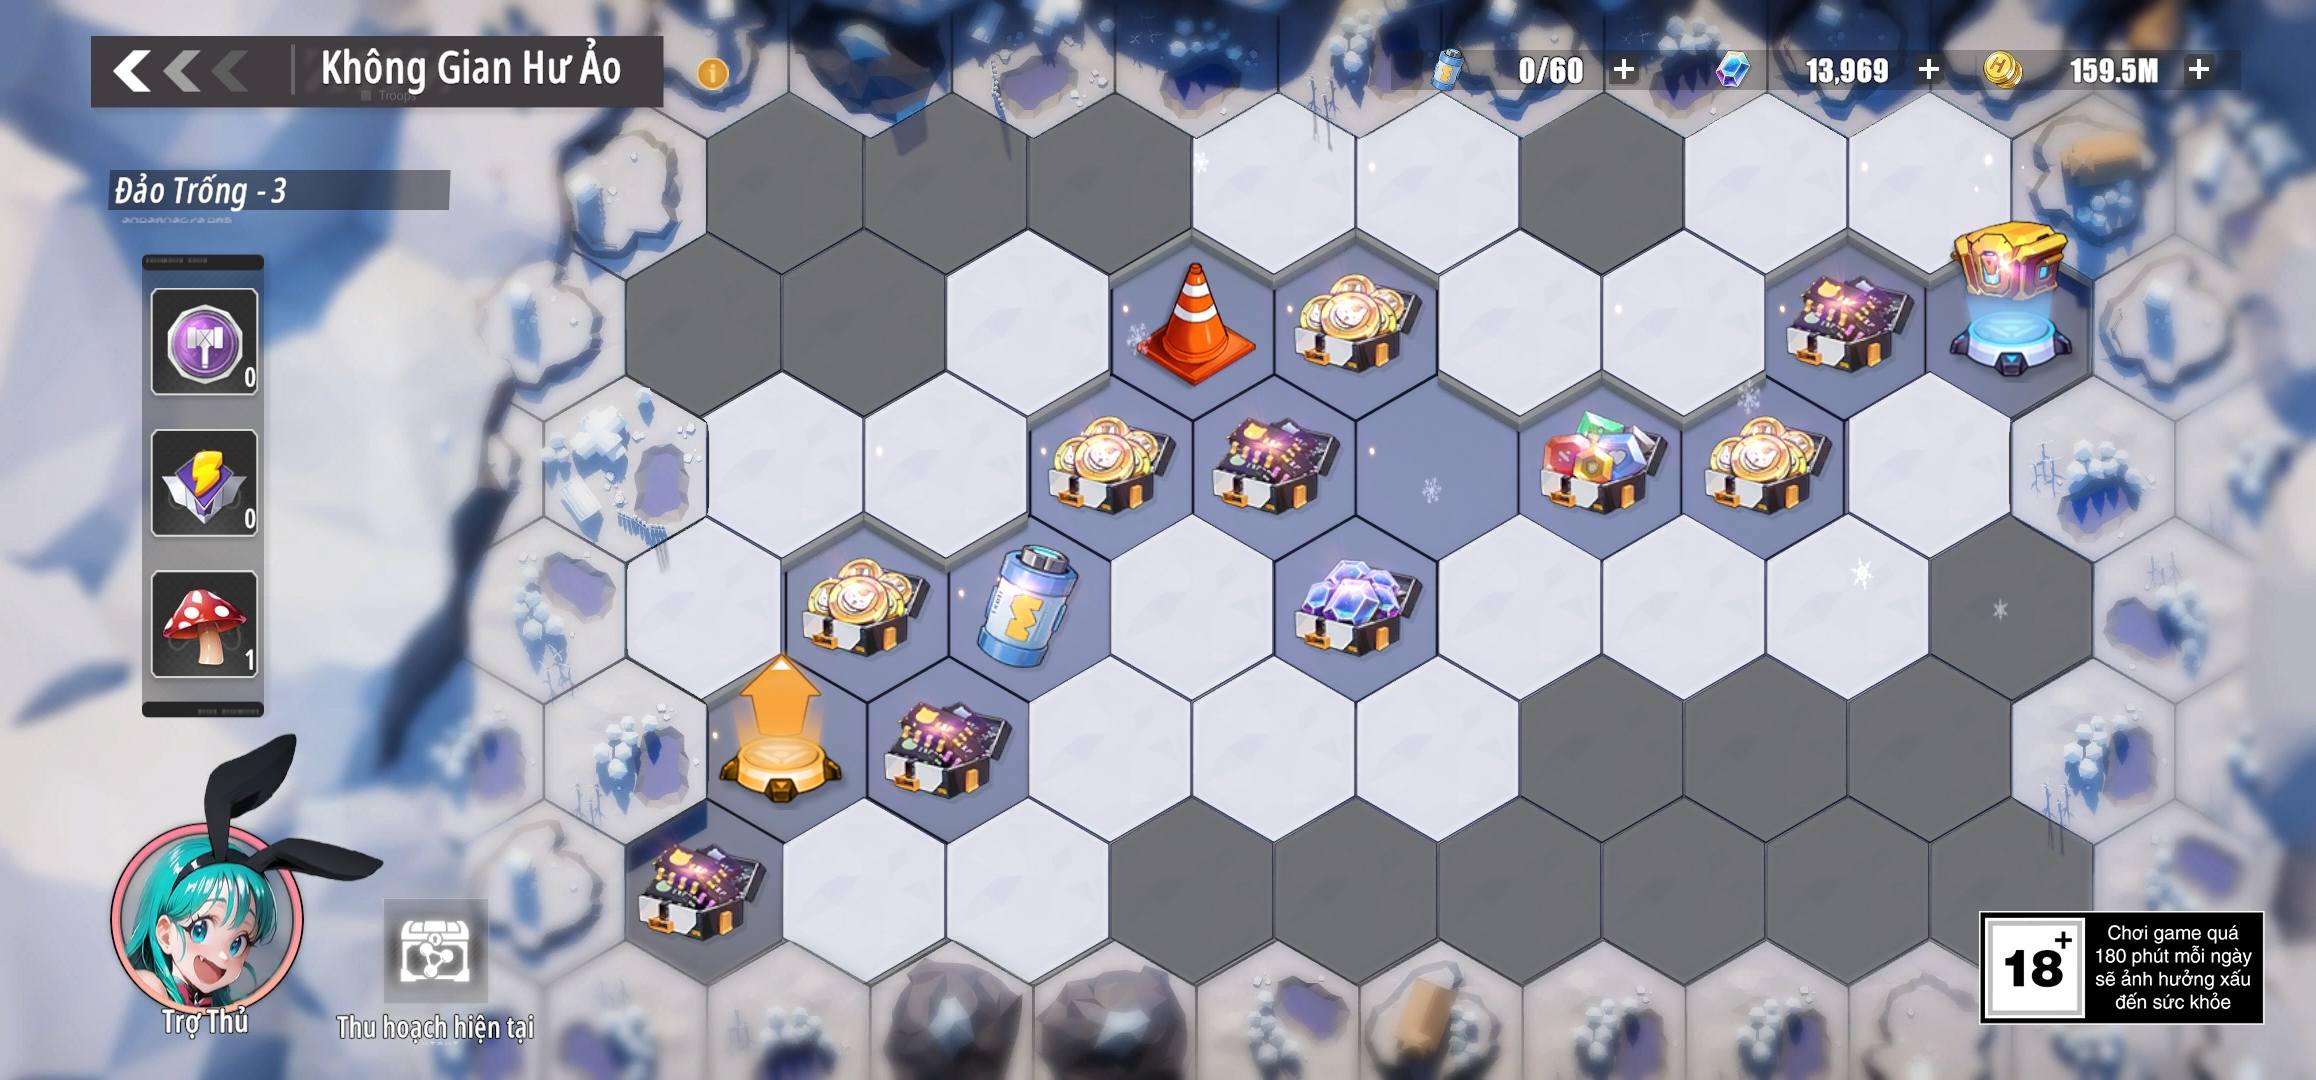 Không Gian Hư Ảo
Troops
0/60
13,969
159.5M
Đảo Trống - 3
0
0
1
Trợ Thủ
Thu hoạch hiện tại
18+
Chơi game quá
180 phút mỗi ngày
sẽ ảnh hưởng xấu
đến sức khỏe